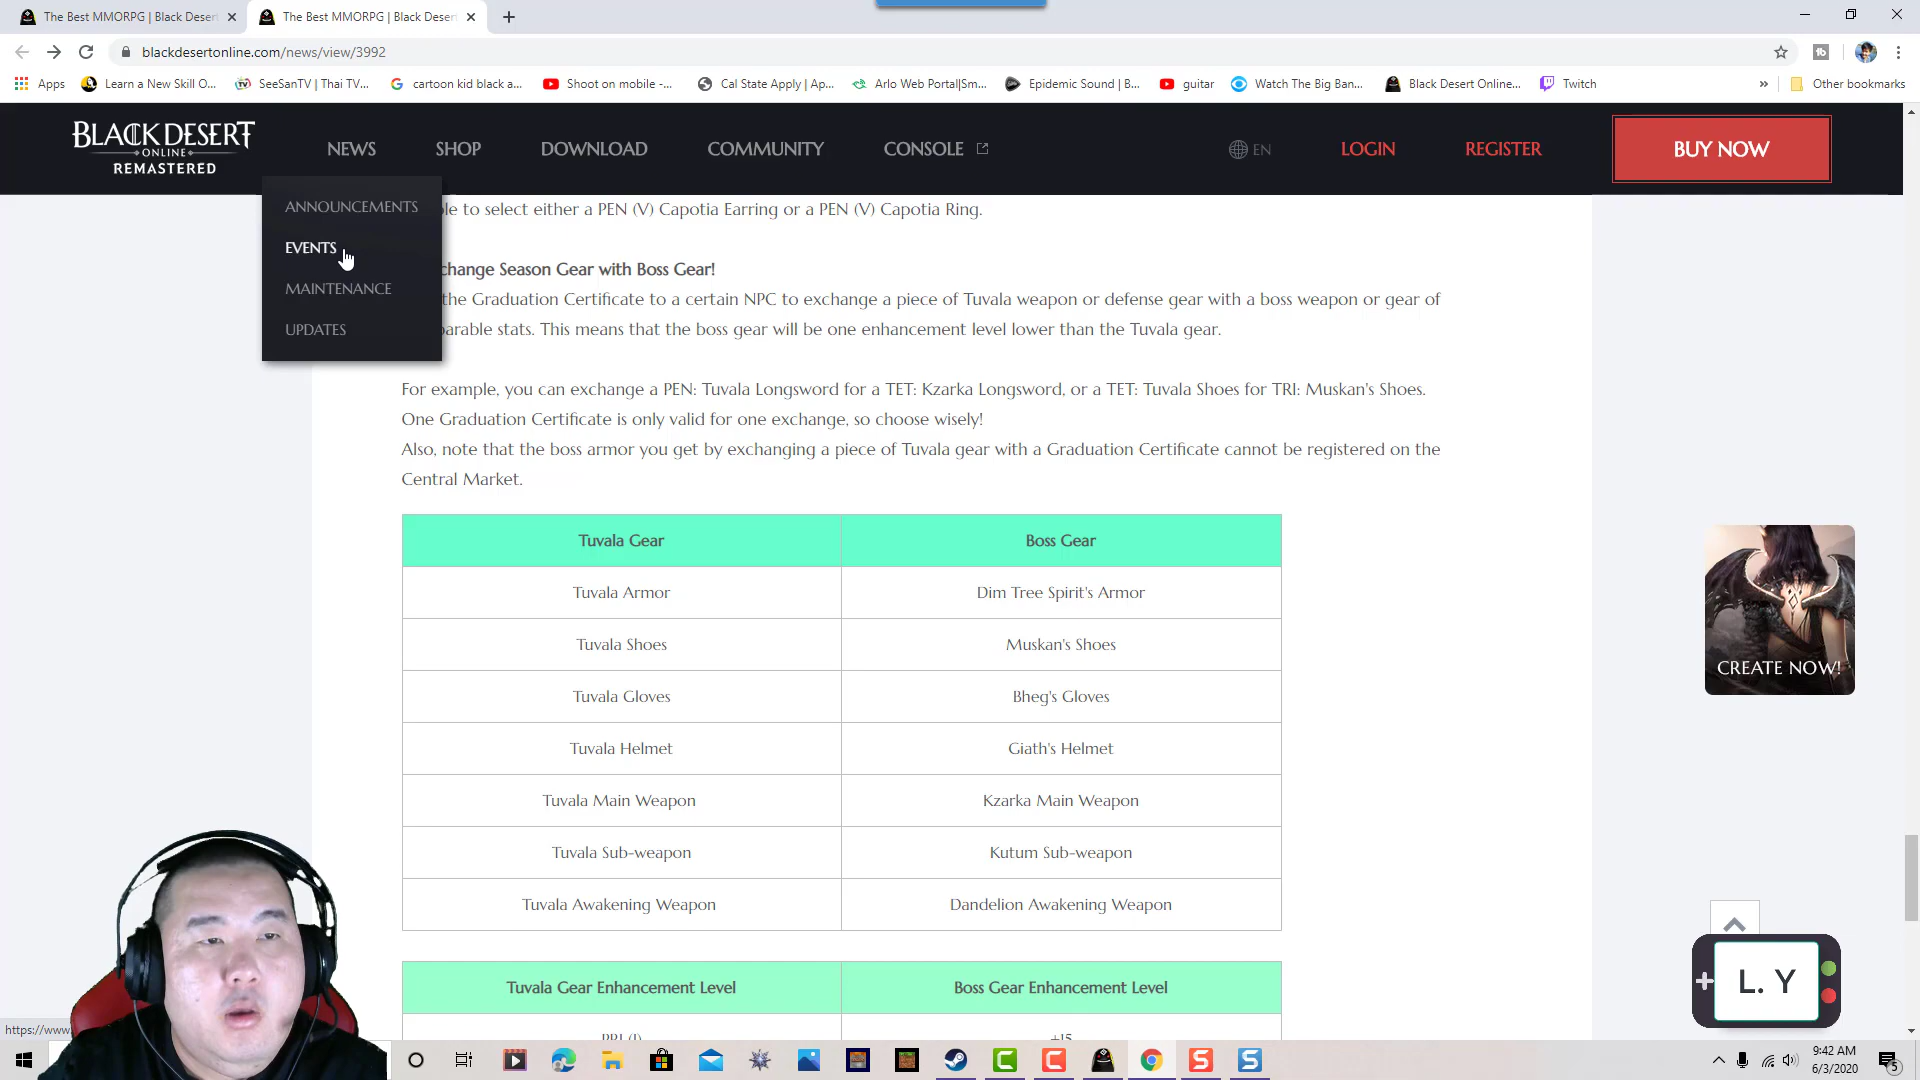 The Best MMORPG | Black Deser
The Best MMORPG | Black Deser
blackdesertonline.com/news/view/3992
Apps
Learn a New Skill O...
SeeSanTV | Thai TV...
cartoon kid black a...
Shoot on mobile -...
Cal State Apply | Ap...
Arlo Web Portal|Sm...
Epidemic Sound | B...
guitar
Watch The Big Ban...
Black Desert Online...
Twitch
»
Other bookmarks
BLACK DESERT
ONLINE
REMASTERED
NEWS
SHOP
DOWNLOAD
COMMUNITY
CONSOLE
EN
LOGIN
REGISTER
BUY NOW
ANNOUNCEMENTS
EVENTS
MAINTENANCE
UPDATES
le to select either a PEN (V) Capotia Earring or a PEN (V) Capotia Ring.
change Season Gear with Boss Gear!
the Graduation Certificate to a certain NPC to exchange a piece of Tuvala weapon or defense gear with a boss weapon or gear of
parable stats. This means that the boss gear will be one enhancement level lower than the Tuvala gear.
For example, you can exchange a PEN: Tuvala Longsword for a TET: Kzarka Longsword, or a TET: Tuvala Shoes for TRI: Muskan's Shoes.
One Graduation Certificate is only valid for one exchange, so choose wisely!
Also, note that the boss armor you get by exchanging a piece of Tuvala gear with a Graduation Certificate cannot be registered on the
Central Market.
Tuvala Gear Boss Gear
Tuvala Armor Dim Tree Spirit's Armor
Tuvala Shoes Muskan's Shoes
Tuvala Gloves Bheg's Gloves
Tuvala Helmet Giath's Helmet
Tuvala Main Weapon Kzarka Main Weapon
Tuvala Sub-weapon Kutum Sub-weapon
Tuvala Awakening Weapon Dandelion Awakening Weapon
Tuvala Gear Enhancement Level Boss Gear Enhancement Level
PRI (I) +15
CREATE NOW!
L. Y
https://www.
9:42 AM
6/3/2020
5